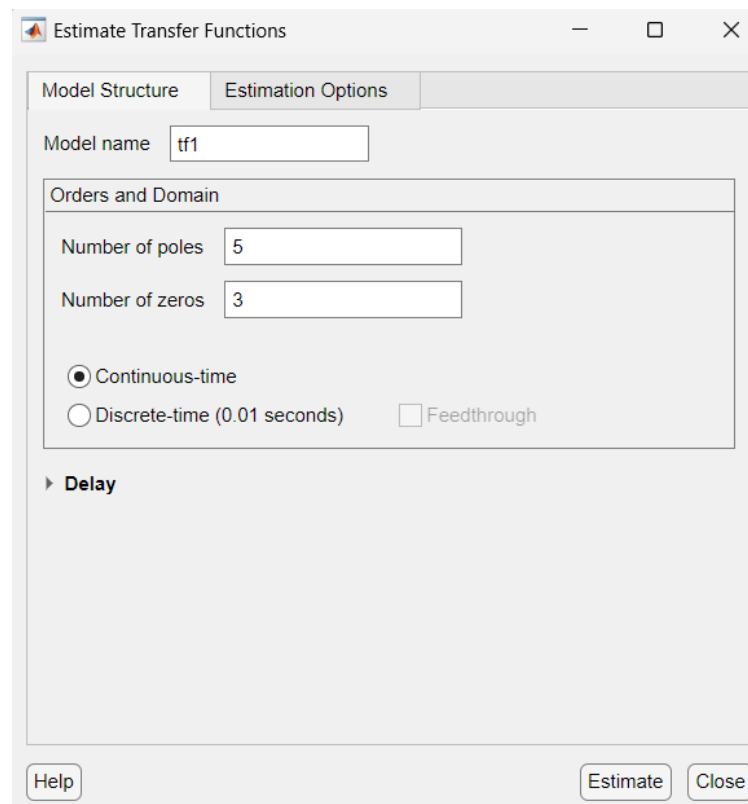 Estimate Transfer Functions
Model Structure Estimation Options
Model name tf1
Orders and Domain
Number of poles 5
Number of zeros 3
Continuous-time
Discrete-time (0.01 seconds) Feedthrough
Delay
Help Estimate Close